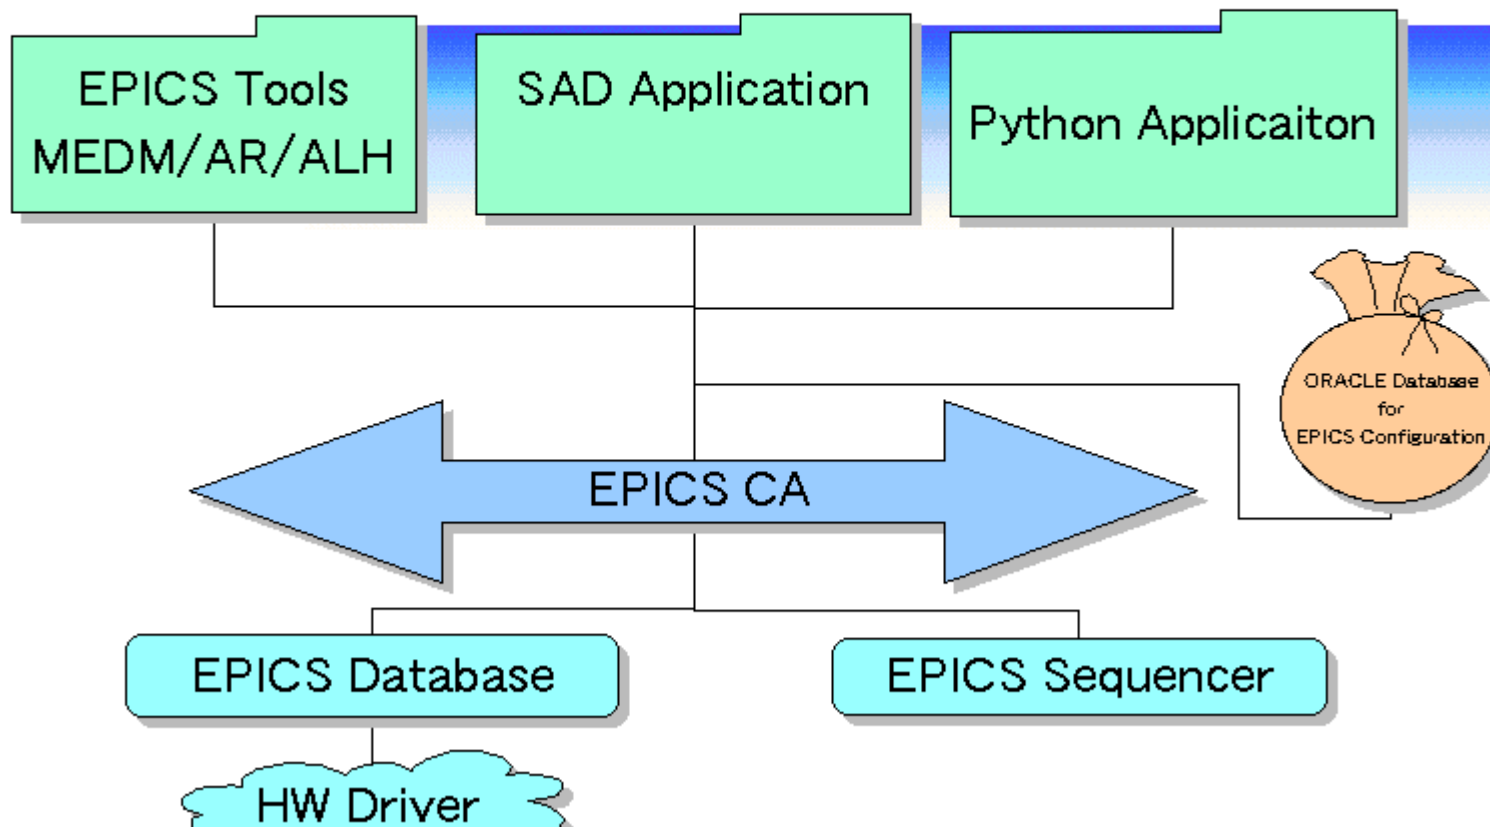 EPICS Tools
MEDM/AR/ALH
SAD Application
Python Applicaiton
ORACLE Database
for
EPICS Configuration
EPICS CA
EPICS Database
EPICS Sequencer
HW Driver